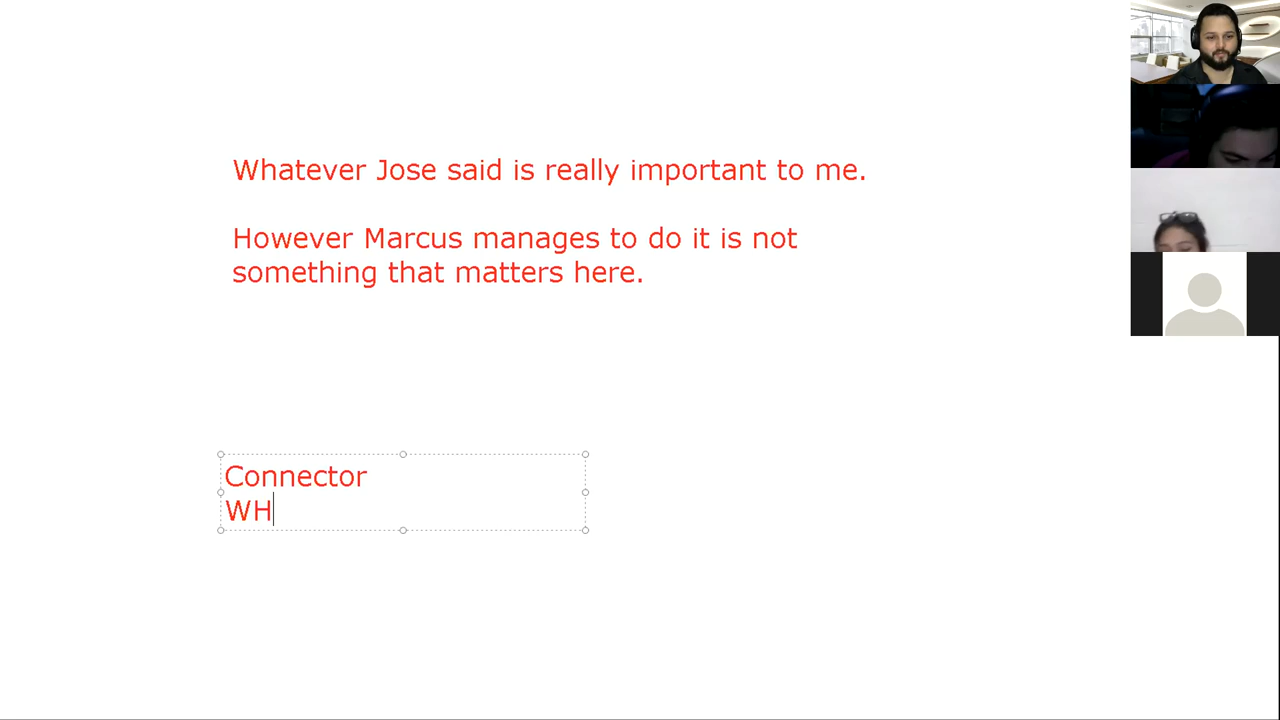 Whatever Jose said is really important to me.
However Marcus manages to do it is not
something that matters here.
Connector
WH